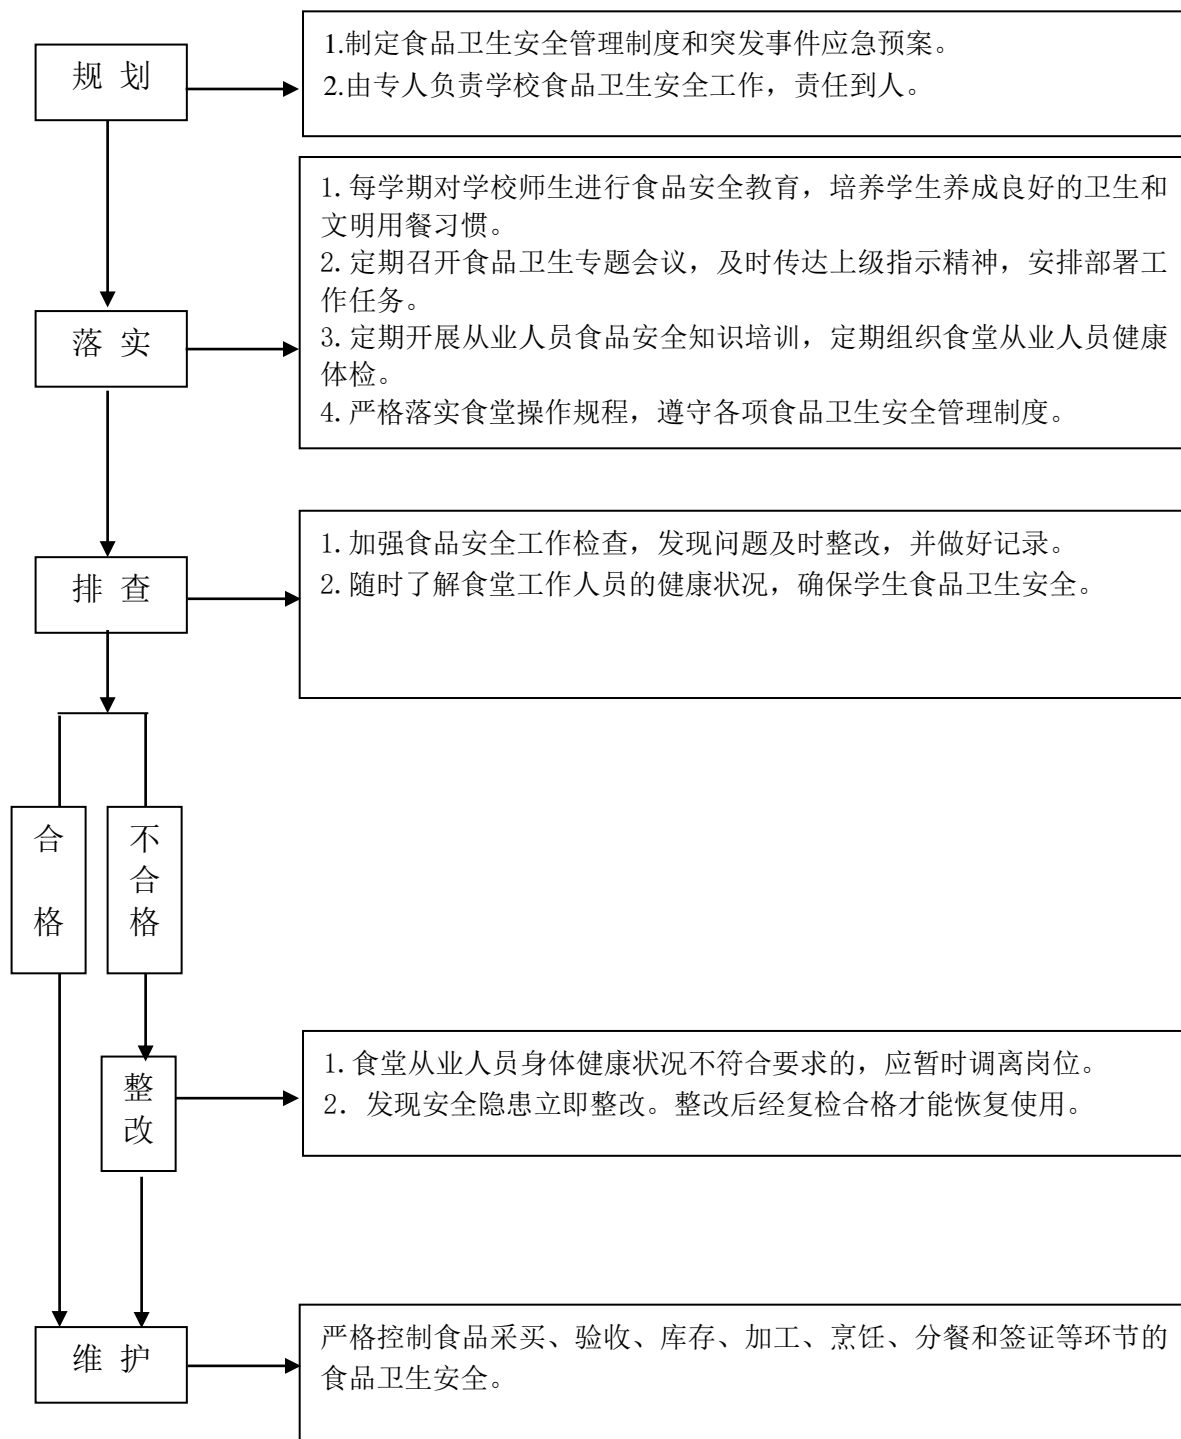 规 划
1.制定食品卫生安全管理制度和突发事件应急预案。
2.由专人负责学校食品卫生安全工作，责任到人。
落 实
1. 每学期对学校师生进行食品安全教育，培养学生养成良好的卫生和
文明用餐习惯。
2. 定期召开食品卫生专题会议，及时传达上级指示精神，安排部署工
作任务。
3. 定期开展从业人员食品安全知识培训，定期组织食堂从业人员健康
体检。
4. 严格落实食堂操作规程，遵守各项食品卫生安全管理制度。
排 查
1. 加强食品安全工作检查，发现问题及时整改，并做好记录。
2. 随时了解食堂工作人员的健康状况，确保学生食品卫生安全。
合格
不合格
整改
1. 食堂从业人员身体健康状况不符合要求的，应暂时调离岗位。
2. 发现安全隐患立即整改。整改后经复检合格才能恢复使用。
维 护
严格控制食品采买、验收、库存、加工、烹饪、分餐和签证等环节的
食品卫生安全。